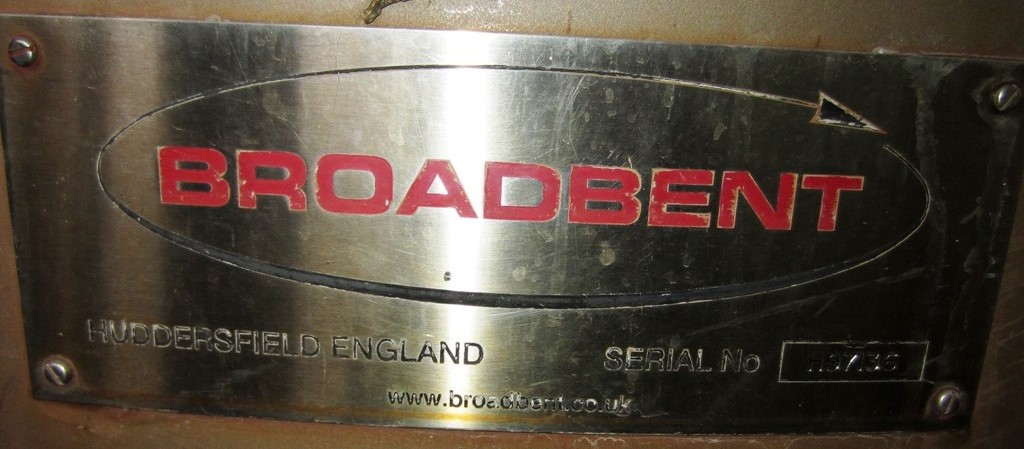 BROADBENT
HUDDERSFIELD ENGLAND
SERIAL No
www.broadbent.co.uk